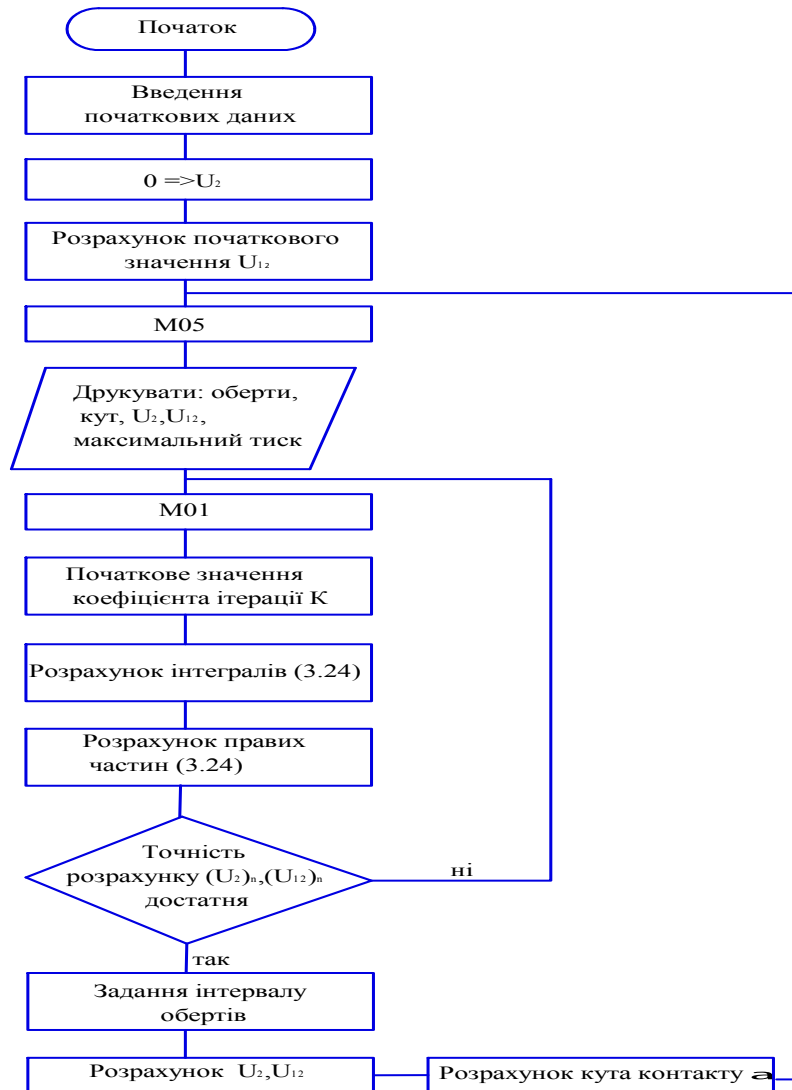 Початок
Введення
початкових даних
0 =>U₂
Розрахунок початкового
значення U₁₂
М05
Друкувати: оберти,
кут, U₂,U₁₂,
максимальний тиск
М01
Початкове значення
коефіцієнта ітерації К
Розрахунок інтегралів (3.24)
Розрахунок правих
частин (3.24)
Точність
розрахунку (U₂)ₙ,(U₁₂)ₙ
достатня
ні
так
Задання інтервалу
обертів
Розрахунок U₂,U₁₂
Розрахунок кута контакту а